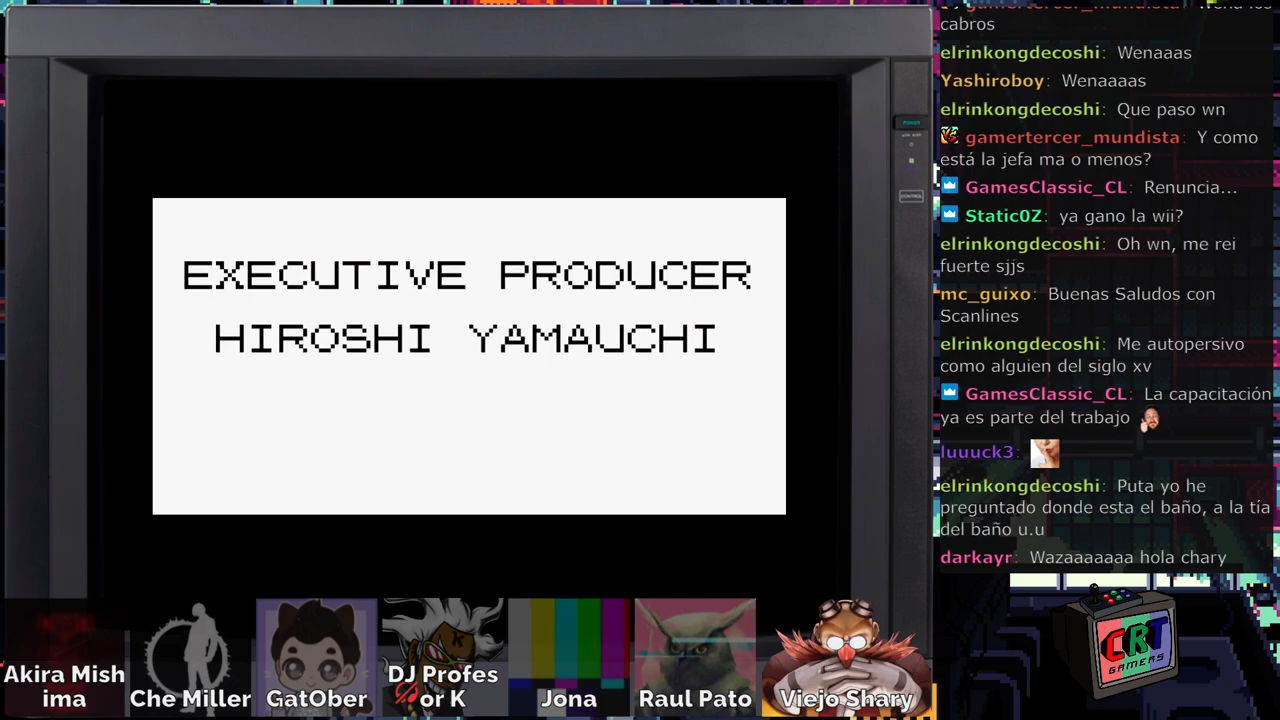 EXECUTIVE PRODUCER
HIROSHI YAMAUCHI
POWER
CONTROL
cabros
elrinkongdecoshi: Wenaaas
Yashiroboy: Wenaaaas
elrinkongdecoshi: Que paso wn
gamertercer_mundista: Y como
está la jefa ma o menos?
GamesClassic_CL: Renuncia...
Static0Z: ya gano la wii?
elrinkongdecoshi: Oh wn, me rei
fuerte sjjs
mc_guixo: Buenas Saludos con
Scanlines
elrinkongdecoshi: Me autopersivo
como alguien del siglo xv
GamesClassic_CL: La capacitación
ya es parte del trabajo
luuuck3:
elrinkongdecoshi: Puta yo he
preguntado donde esta el baño, a la tía
del baño u.u
darkayr: Wazaaaaaaa hola chary
Akira Mish
ima
Che Miller
GatOber
DJ Profes
or K
Jona
Raul Pato
Viejo Shary
CRT
GAMERS